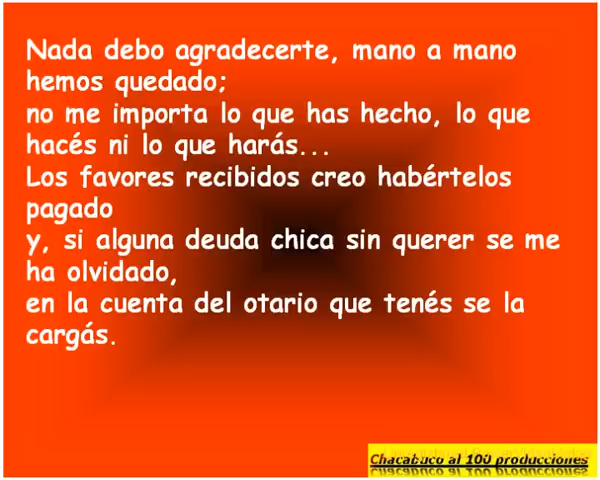 Nada debo agradecerte, mano a mano
hemos quedado;
no me importa lo que has hecho, lo que
hacés ni lo que harás...
Los favores recibidos creo habértelos
pagado
y, si alguna deuda chica sin querer se me
ha olvidado,
en la cuenta del otario que tenés se la
cargás.
Chacabuco al 100 producciones